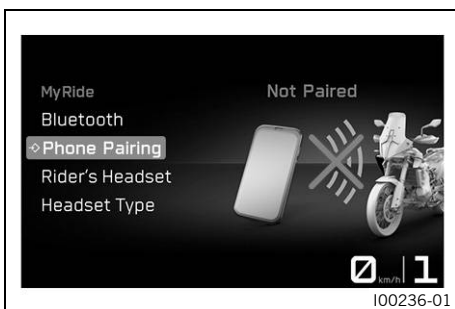 MyRide
Not Paired
Bluetooth
Phone Pairing
Rider's Headset
Headset Type
0 km/h 1
I00236-01